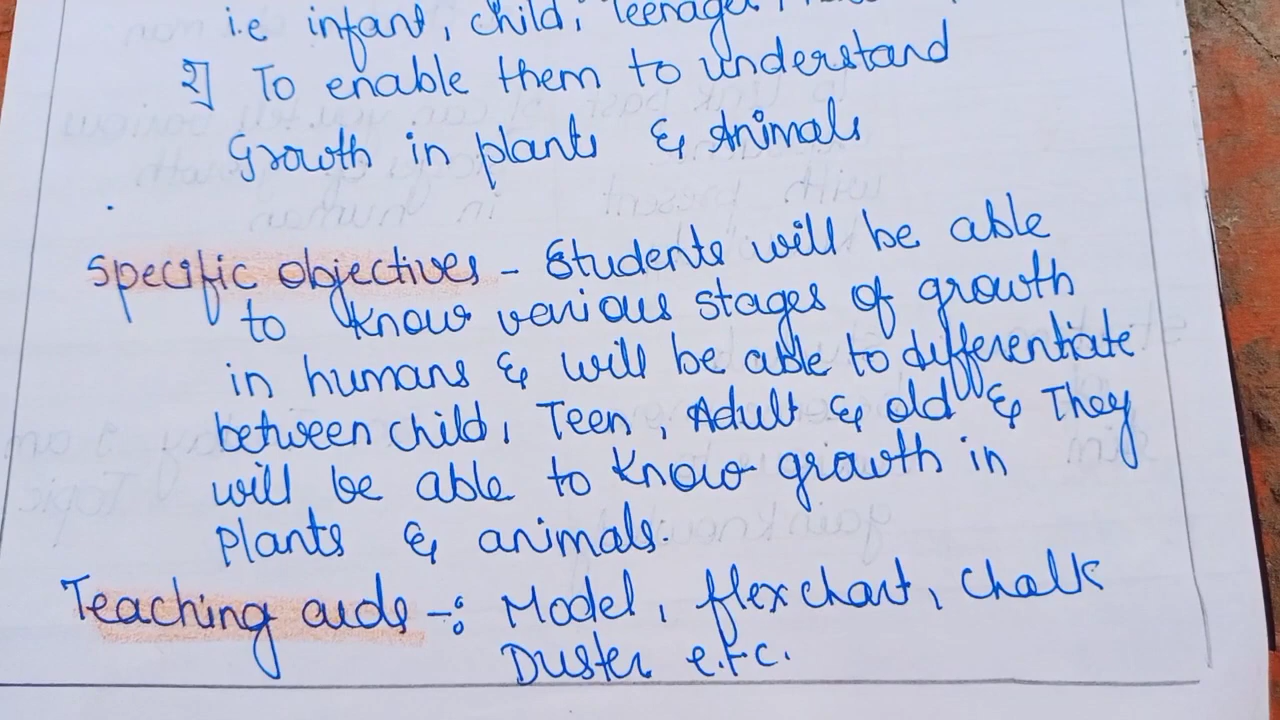 i.e infant, child, Teenager
2] To enable them to understand
Growth in plants & Animals
Specific objectives - Students will be able
to know various stages of growth
in humans & will be able to differentiate
between child, Teen, Adult & old & They
will be able to know growth in
plants & animals.
Teaching aids -: Model, flex chart, chalk
Duster e.t.c.